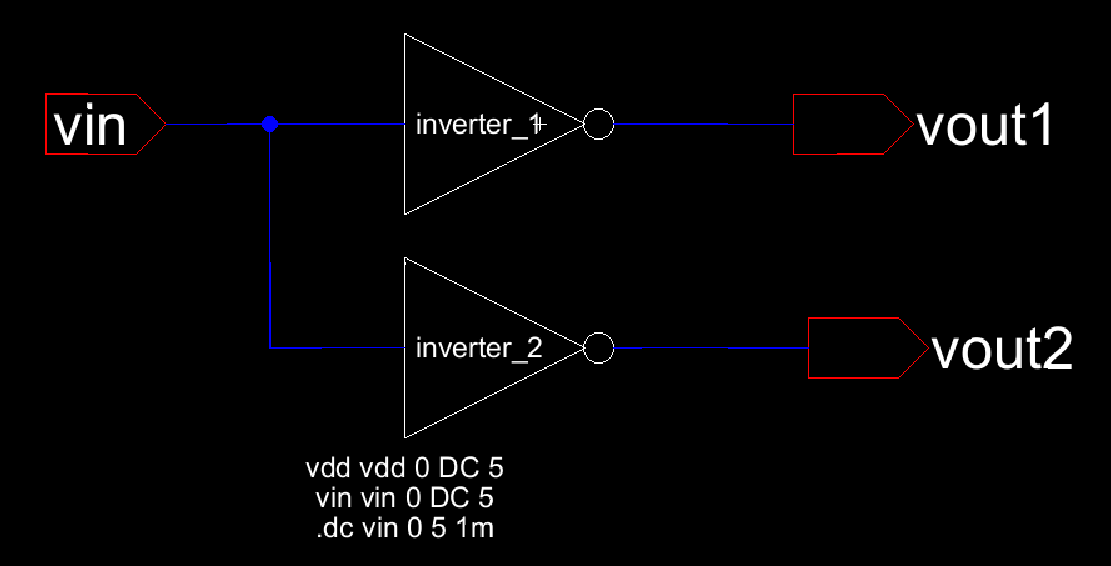 vin
inverter_1
vout1
inverter_2
vout2
vdd vdd 0 DC 5
vin vin 0 DC 5
.dc vin 0 5 1m